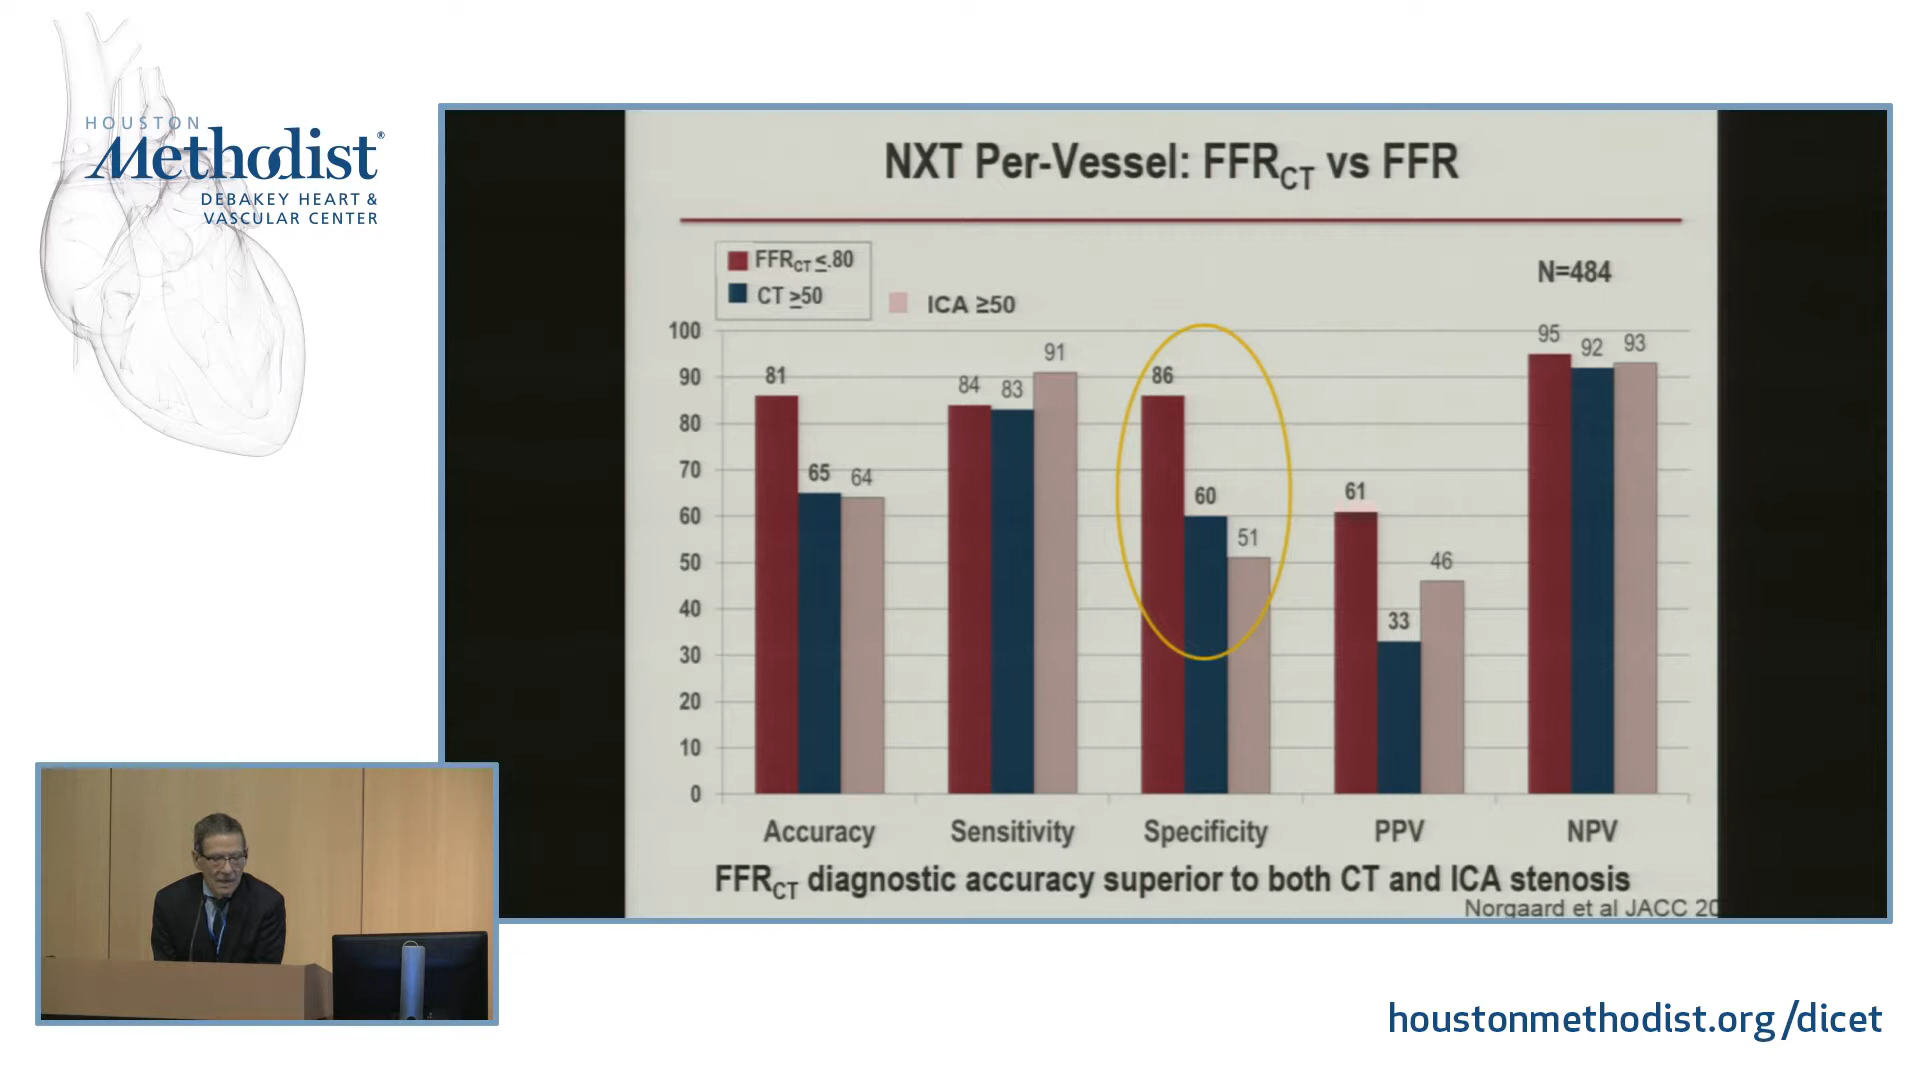 HOUSTON
Methodist®
DEBAKEY HEART &
VASCULAR CENTER
NXT Per-Vessel: FFRCT vs FFR
FFRCT ≤.80
CT ≥50
ICA ≥50
N=484
100
90
80
70
60
50
40
30
20
10
0
81
65
64
84
83
91
86
60
51
61
33
46
95
92
93
Accuracy
Sensitivity
Specificity
PPV
NPV
FFRCT diagnostic accuracy superior to both CT and ICA stenosis
Norgaard et al JACC 20
houstonmethodist.org/dicet